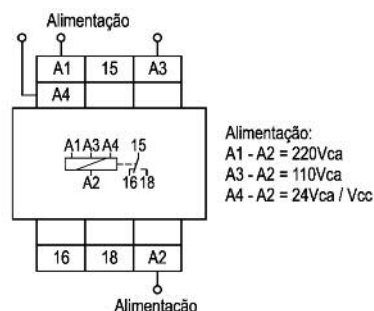 Alimentação
A1 15 A3
A4
A1 A3 A4 15
A2 16 18
Alimentação:
A1 - A2 = 220Vca
A3 - A2 = 110Vca
A4 - A2 = 24Vca / Vcc
16 18 A2
Alimentação